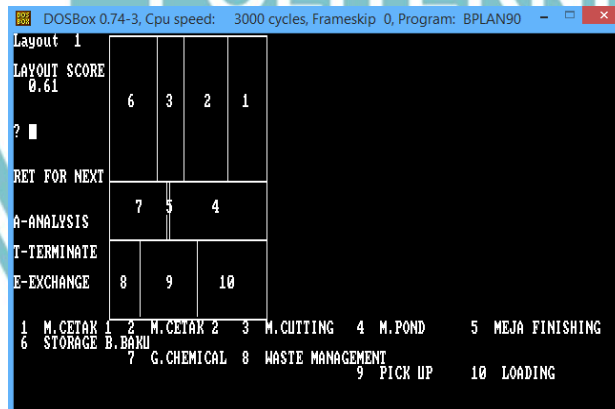 DOS BOX DOSBox 0.74-3, Cpu speed: 3000 cycles, Frameskip 0, Program: BPLAN90
Layout 1
LAYOUT SCORE
0.61
6 3 2 1
?
RET FOR NEXT
7 5 4
A-ANALYSIS
T-TERMINATE
E-EXCHANGE 8 9 10
1 M.CETAK 1 2 M.CETAK 2 3 M.CUTTING 4 M.POND 5 MEJA FINISHING
6 STORAGE B.BAKU
7 G.CHEMICAL 8 WASTE MANAGEMENT
9 PICK UP 10 LOADING